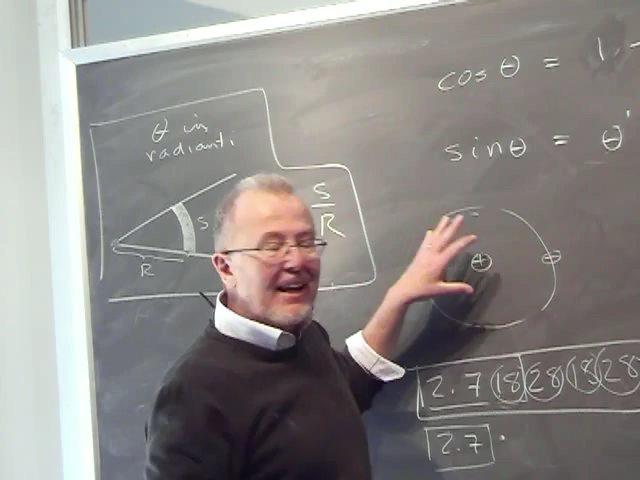 θ in
radianti
S
R
S
R
cos θ = 1
sin θ = θ
+
−
2.7 18 28 18 28
2.7